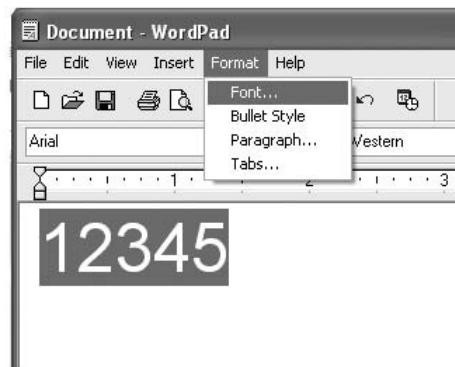 Document - WordPad
File Edit View Insert Format Help
Font...
Bullet Style
Arial Paragraph... Western
Tabs...
1 2 3
12345